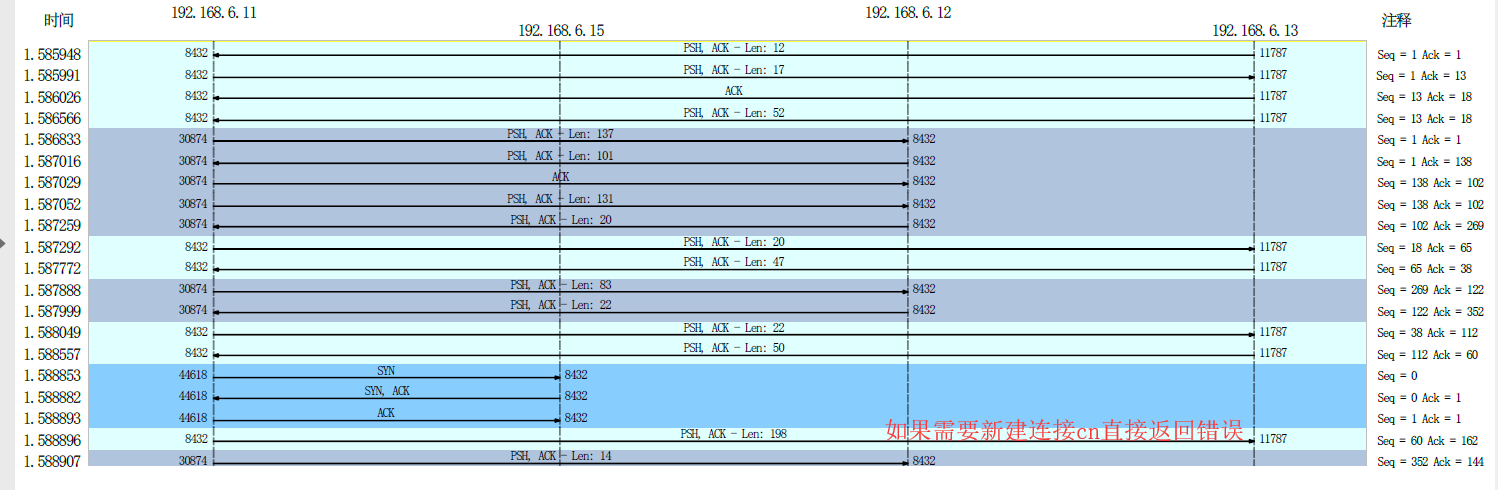 时间 192.168.6.11 192.168.6.15 192.168.6.12 192.168.6.13 注释
1.585948 8432 PSH, ACK - Len: 12 11787 Seq = 1 Ack = 1
1.585991 8432 PSH, ACK - Len: 17 11787 Seq = 1 Ack = 13
1.586026 8432 ACK 11787 Seq = 13 Ack = 18
1.586566 8432 PSH, ACK - Len: 52 11787 Seq = 13 Ack = 18
1.586833 30874 PSH, ACK - Len: 137 8432 Seq = 1 Ack = 1
1.587016 30874 PSH, ACK - Len: 101 8432 Seq = 1 Ack = 138
1.587029 30874 ACK 8432 Seq = 138 Ack = 102
1.587052 30874 PSH, ACK - Len: 131 8432 Seq = 138 Ack = 102
1.587259 30874 PSH, ACK - Len: 20 8432 Seq = 102 Ack = 269
1.587292 8432 PSH, ACK - Len: 20 11787 Seq = 18 Ack = 65
1.587772 8432 PSH, ACK - Len: 47 11787 Seq = 65 Ack = 38
1.587888 30874 PSH, ACK - Len: 83 8432 Seq = 269 Ack = 122
1.587999 30874 PSH, ACK - Len: 22 8432 Seq = 122 Ack = 352
1.588049 8432 PSH, ACK - Len: 22 11787 Seq = 38 Ack = 112
1.588557 8432 PSH, ACK - Len: 50 11787 Seq = 112 Ack = 60
1.588853 44618 SYN 8432 Seq = 0
1.588882 44618 SYN, ACK 8432 Seq = 0 Ack = 1
1.588893 44618 ACK 8432 Seq = 1 Ack = 1
1.588896 8432 PSH, ACK - Len: 198 如果需要新建连接cn直接返回错误 11787 Seq = 60 Ack = 162
1.588907 30874 PSH, ACK - Len: 14 8432 Seq = 352 Ack = 144